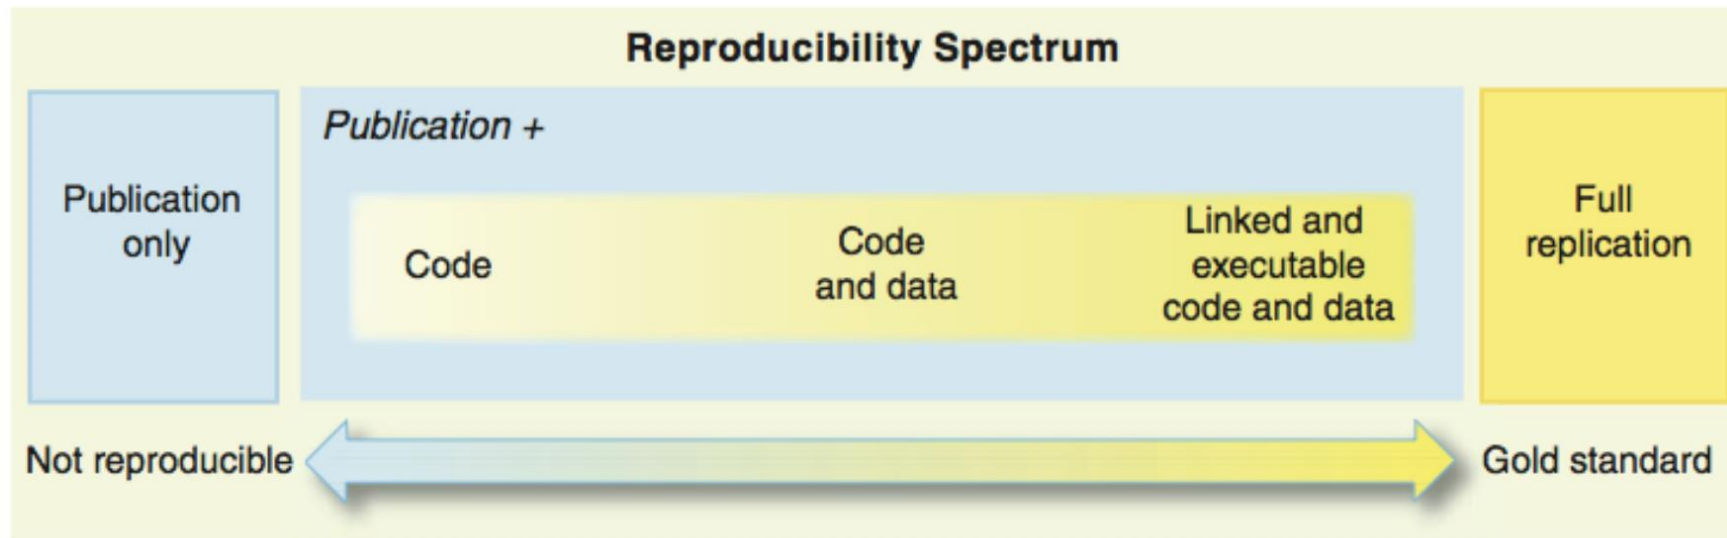 Reproducibility Spectrum
Publication
only
Publication +
Code
Code
and data
Linked and
executable
code and data
Full
replication
Not reproducible
Gold standard